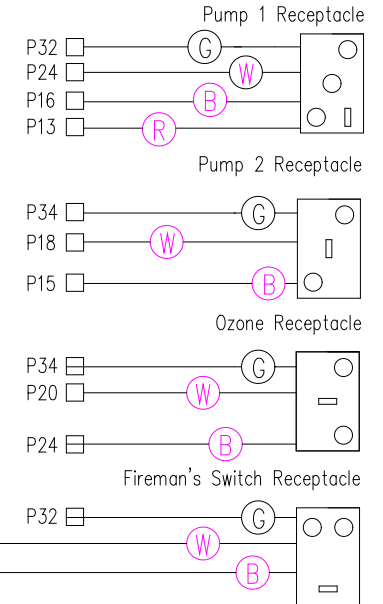 Pump 1 Receptacle
P32 G
P24 W
P16 B
P13 R
Pump 2 Receptacle
P34 G
P18 W
P15 B
Ozone Receptacle
P34 G
P20 W
P24 B
Fireman's Switch Receptacle
P32 G
W
B